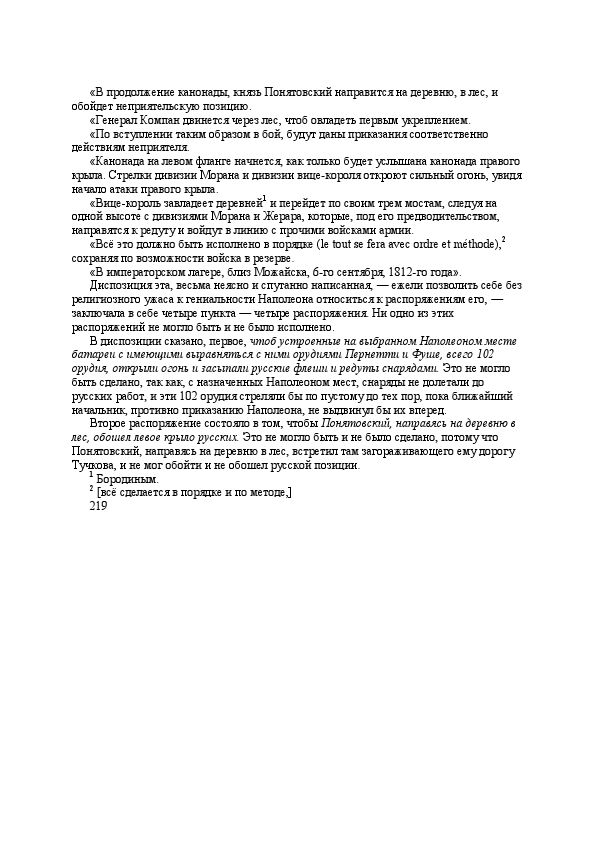 «В продолжение канонады, князь Понятовский направится на деревню, в лес, и
обойдет неприятельскую позицию.
«Генерал Компан двинется через лес, чтоб овладеть первым укреплением.
«По вступлении таким образом в бой, будут даны приказания соответственно
действиям неприятеля.
«Канонада на левом фланге начнется, как только будет услышана канонада правого
крыла. Стрелки дивизии Морана и дивизии вице-короля откроют сильный огонь, увидя
начало атаки правого крыла.
«Вице-король завладеет деревней1 и перейдет по своим трем мостам, следуя на
одной высоте с дивизиями Морана и Жерара, которые, под его предводительством,
направятся к редуту и войдут в линию с прочими войсками армии.
«Всё это должно быть исполнено в порядке (le tout se fera avec ordre et méthode),2
сохраняя по возможности войска в резерве.
«В императорском лагере, близ Можайска, 6-го сентября, 1812-го года».
Диспозиция эта, весьма неясно и спутанно написанная, — ежели позволить себе без
религиозного ужаса к гениальности Наполеона относиться к распоряжениям его, —
заключала в себе четыре пункта — четыре распоряжения. Ни одно из этих
распоряжений не могло быть и не было исполнено.
В диспозиции сказано, первое, чтоб устроенные на выбранном Наполеоном месте
батареи с имеющими выравняться с ними орудиями Пернетти и Фуше, всего 102
орудия, открыли огонь и засыпали русские флеши и редуты снарядами. Это не могло
быть сделано, так как, с назначенных Наполеоном мест, снаряды не долетали до
русских работ, и эти 102 орудия стреляли бы по пустому до тех пор, пока ближайший
начальник, противно приказанию Наполеона, не выдвинул бы их вперед.
Второе распоряжение состояло в том, чтобы Понятовский, направясь на деревню в
лес, обошел левое крыло русских. Это не могло быть и не было сделано, потому что
Понятовский, направясь на деревню в лес, встретил там загораживающего ему дорогу
Тучкова, и не мог обойти и не обошел русской позиции.
1 Бородиным.
2 [всё сделается в порядке и по методе,]
219